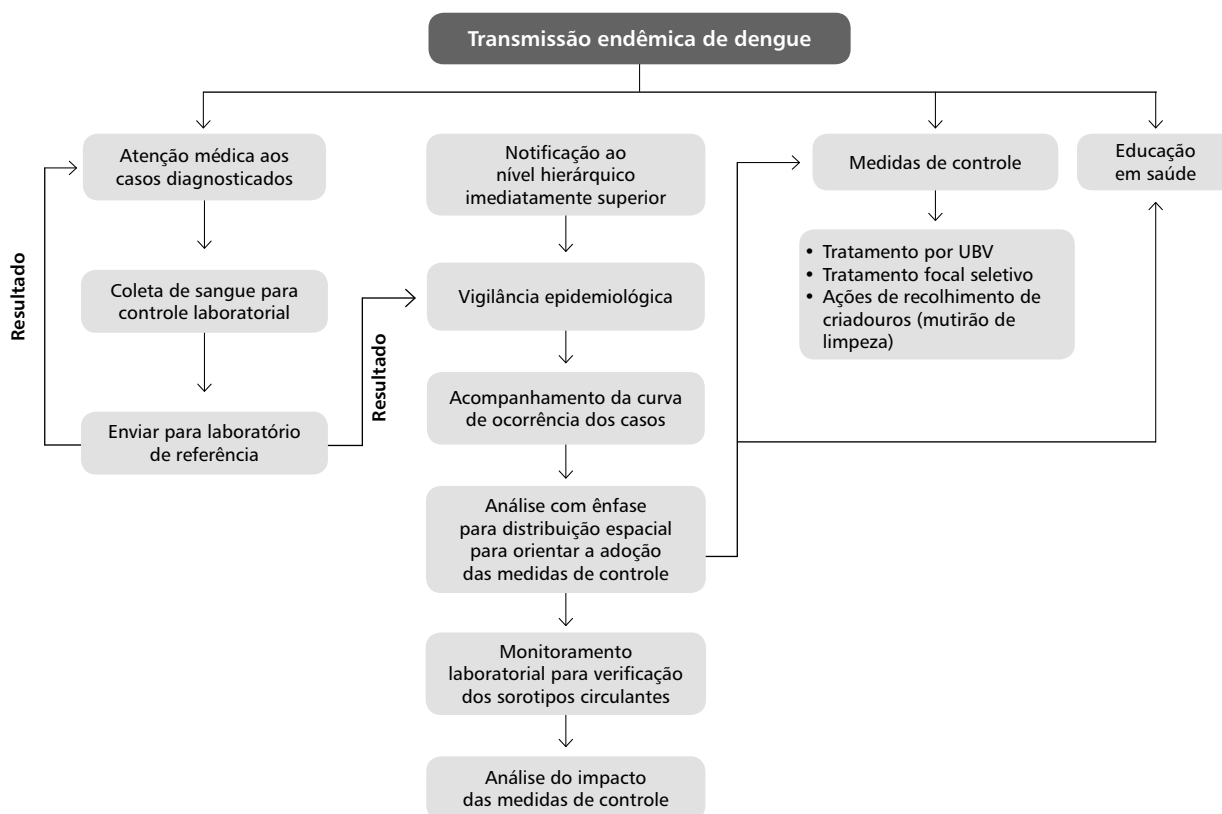 Transmissão endêmica de dengue
Atenção médica aos
casos diagnosticados
Coleta de sangue para
controle laboratorial
Enviar para laboratório
de referência
Resultado
Resultado
Notificação ao
nível hierárquico
imediatamente superior
Vigilância epidemiológica
Acompanhamento da curva
de ocorrência dos casos
Análise com ênfase
para distribuição espacial
para orientar a adoção
das medidas de controle
Monitoramento
laboratorial para verificação
dos sorotipos circulantes
Análise do impacto
das medidas de controle
Medidas de controle
• Tratamento por UBV
• Tratamento focal seletivo
• Ações de recolhimento de
criadouros (mutirão de
limpeza)
Educação
em saúde